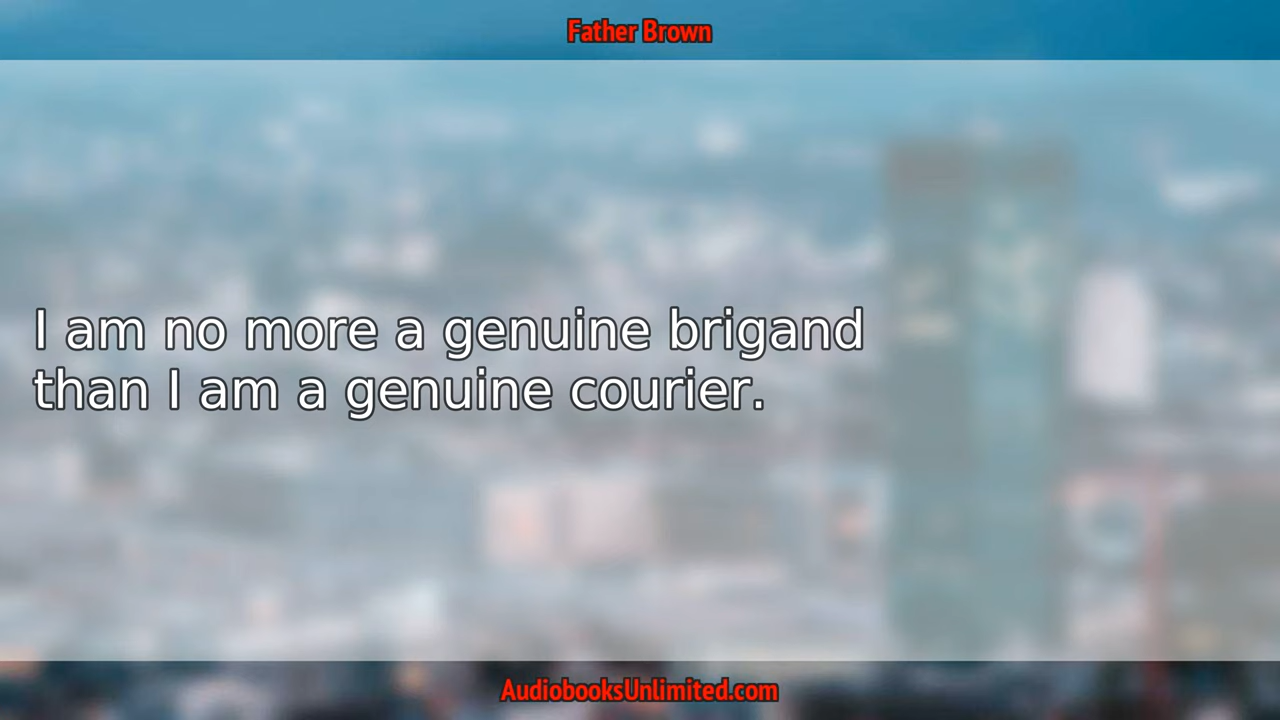 Father Brown
I am no more a genuine brigand
than I am a genuine courier.
AudiobooksUnlimited.com